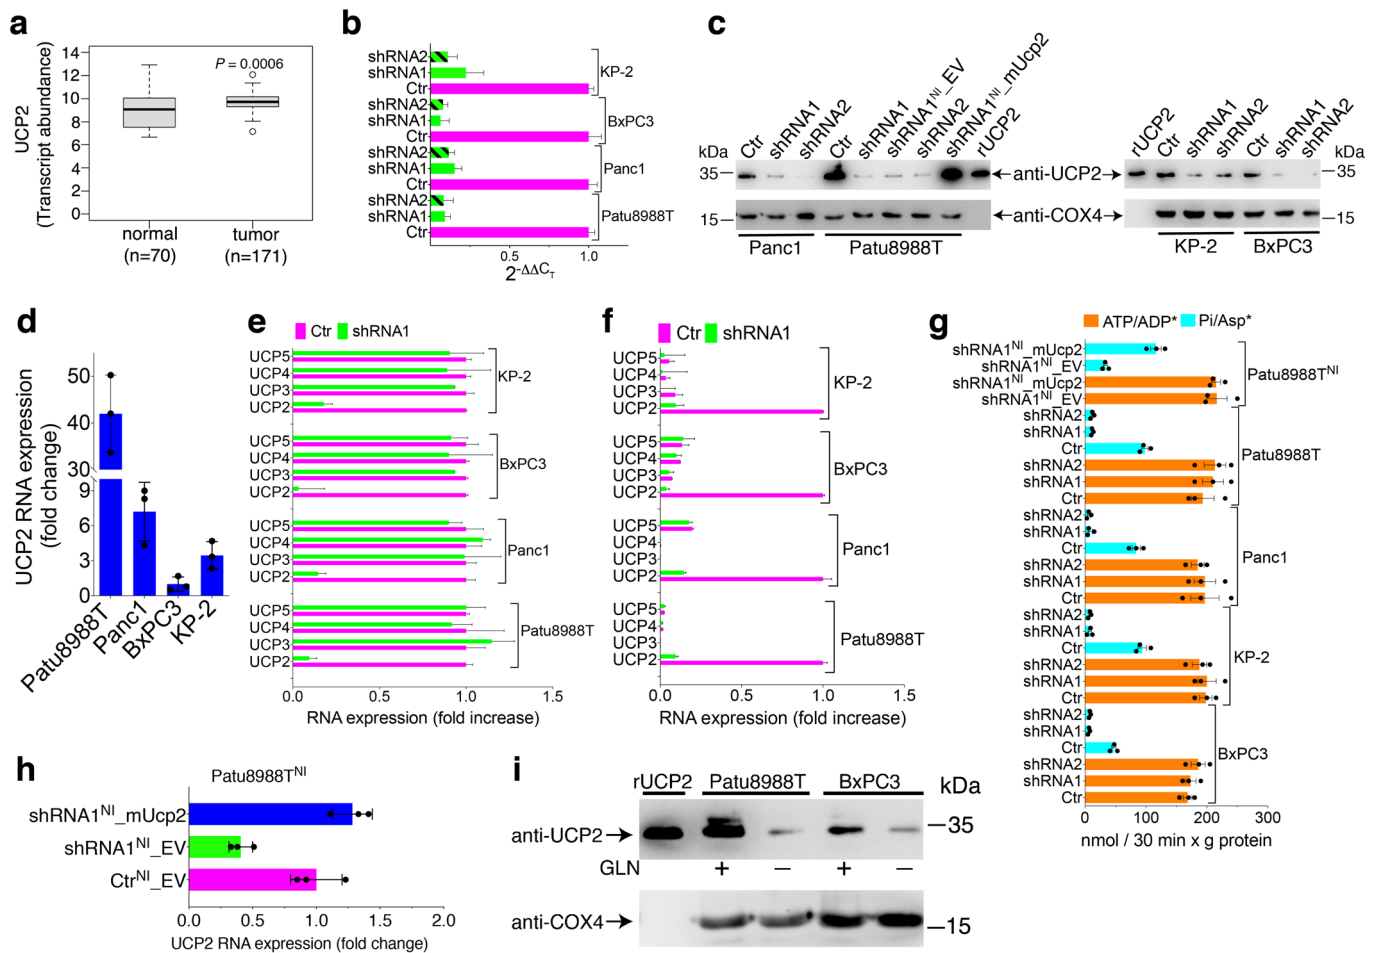 a
UCP2
(Transcript abundance)
14
12
10
8
6
4
2
0
P = 0.0006
normal
(n=70)
tumor
(n=171)
b
shRNA2
shRNA1
Ctr
KP-2
shRNA2
shRNA1
Ctr
BxPC3
shRNA2
shRNA1
Ctr
Panc1
shRNA2
shRNA1
Ctr
Patu8988T
0.5
1.0
2-ΔΔCT
c
Ctr
shRNA1
shRNA2
Ctr
shRNA1
shRNA1NI_EV
shRNA2
shRNA1NI_mUcp2
rUCP2
rUCP2
Ctr
shRNA1
shRNA2
Ctr
shRNA1
shRNA2
kDa
35
15
anti-UCP2
anti-COX4
kDa
35
15
Panc1
Patu8988T
KP-2
BxPC3
d
UCP2 RNA expression
(fold change)
50
40
30
9
6
3
0
Patu8988T
Panc1
BxPC3
KP-2
e
Ctr shRNA1
UCP5
UCP4
UCP3
UCP2
KP-2
UCP5
UCP4
UCP3
UCP2
BxPC3
UCP5
UCP4
UCP3
UCP2
Panc1
UCP5
UCP4
UCP3
UCP2
Patu8988T
0.0
0.5
1.0
1.5
RNA expression (fold increase)
f
Ctr shRNA1
UCP5
UCP4
UCP3
UCP2
KP-2
UCP5
UCP4
UCP3
UCP2
BxPC3
UCP5
UCP4
UCP3
UCP2
Panc1
UCP5
UCP4
UCP3
UCP2
Patu8988T
0.0
0.5
1.0
1.5
RNA expression (fold increase)
g
ATP/ADP* Pi/Asp*
shRNA1NI_mUcp2
shRNA1NI_EV
shRNA1NI_mUcp2
shRNA1NI_EV
Patu8988TNI
shRNA2
shRNA1
Ctr
shRNA2
shRNA1
Ctr
Patu8988T
shRNA2
shRNA1
Ctr
shRNA2
shRNA1
Ctr
Panc1
shRNA2
shRNA1
Ctr
shRNA2
shRNA1
Ctr
KP-2
shRNA2
shRNA1
Ctr
shRNA2
shRNA1
Ctr
BxPC3
0
100
200
300
nmol / 30 min x g protein
h
Patu8988TNI
shRNA1NI_mUcp2
shRNA1NI_EV
CtrNI_EV
0.0
0.5
1.0
1.5
2.0
UCP2 RNA expression (fold change)
i
rUCP2
Patu8988T
BxPC3
kDa
anti-UCP2
35
GLN
+
−
+
−
anti-COX4
15